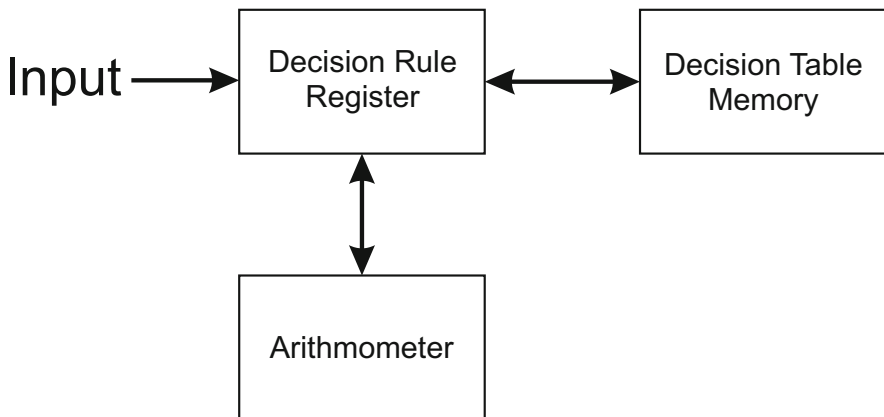 Input
Decision Rule
Register
Decision Table
Memory
Arithmometer